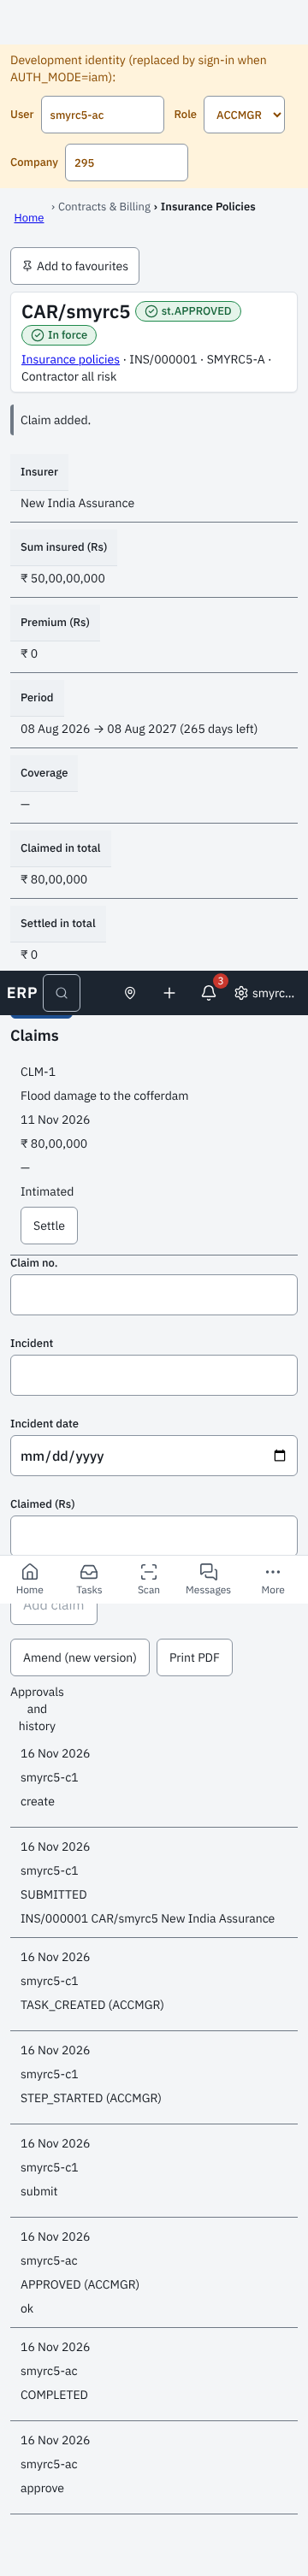 Development identity (replaced by sign-in when
AUTH_MODE=iam):
User smyrc5-ac Role ACCMGR
Company 295
Home › Contracts & Billing › Insurance Policies
Add to favourites
CAR/smyrc5 st.APPROVED
In force
Insurance policies · INS/000001 · SMYRC5-A ·
Contractor all risk
Claim added.
Insurer
New India Assurance
Sum insured (Rs)
₹ 50,00,00,000
Premium (Rs)
₹ 0
Period
08 Aug 2026 → 08 Aug 2027 (265 days left)
Coverage
—
Claimed in total
₹ 80,00,000
Settled in total
₹ 0
ERP 3 smyrc...
Claims
CLM-1
Flood damage to the cofferdam
11 Nov 2026
₹ 80,00,000
—
Intimated
Settle
Claim no.
Incident
Incident date
mm/dd/yyyy
Claimed (Rs)
Home Tasks Scan Messages More
Add claim
Amend (new version) Print PDF
Approvals
and
history
16 Nov 2026
smyrc5-c1
create
16 Nov 2026
smyrc5-c1
SUBMITTED
INS/000001 CAR/smyrc5 New India Assurance
16 Nov 2026
smyrc5-c1
TASK_CREATED (ACCMGR)
16 Nov 2026
smyrc5-c1
STEP_STARTED (ACCMGR)
16 Nov 2026
smyrc5-c1
submit
16 Nov 2026
smyrc5-ac
APPROVED (ACCMGR)
ok
16 Nov 2026
smyrc5-ac
COMPLETED
16 Nov 2026
smyrc5-ac
approve